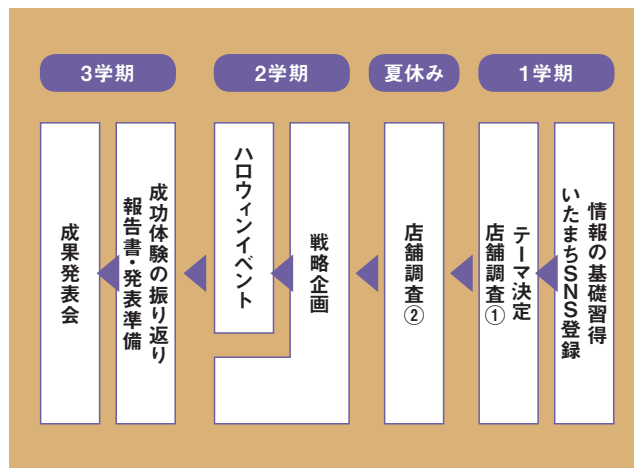 1学期
情報の基礎習得
いたまちSNS登録
テーマ決定
店舗調査①
夏休み
店舗調査②
2学期
戦略企画
ハロウィンイベント
3学期
成功体験の振り返り
報告書・発表準備
成果発表会